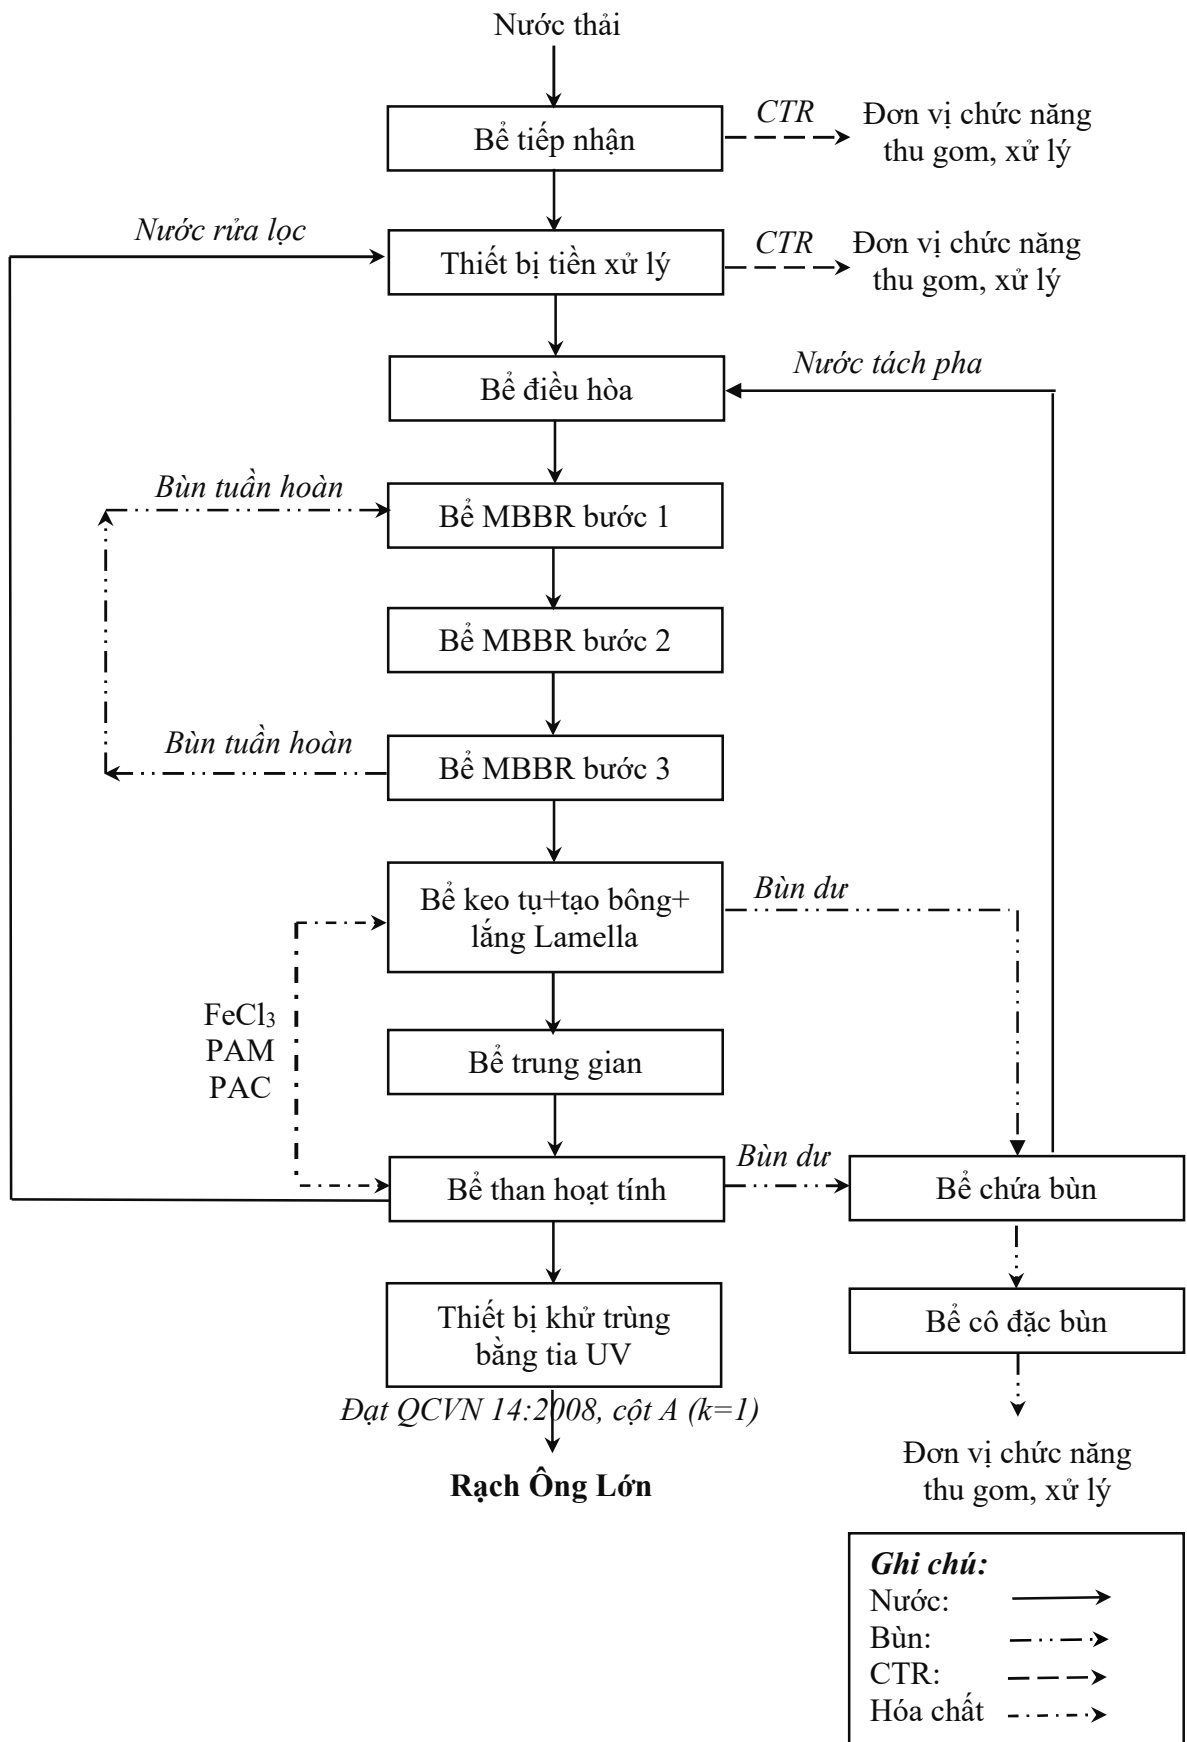 Nước thải
CTR
Bể tiếp nhận
Đơn vị chức năng
thu gom, xử lý
Nước rửa lọc
CTR
Thiết bị tiền xử lý
Đơn vị chức năng
thu gom, xử lý
Nước tách pha
Bể điều hòa
Bùn tuần hoàn
Bể MBBR bước 1
Bể MBBR bước 2
Bùn tuần hoàn
Bể MBBR bước 3
Bể keo tụ+tạo bông+
lắng Lamella
Bùn dư
FeCl₃
PAM
PAC
Bể trung gian
Bùn dư
Bể than hoạt tính
Bể chứa bùn
Thiết bị khử trùng
bằng tia UV
Bể cô đặc bùn
Đạt QCVN 14:2008, cột A (k=1)
Rạch Ông Lớn
Đơn vị chức năng
thu gom, xử lý
Ghi chú:
Nước:
Bùn:
CTR:
Hóa chất